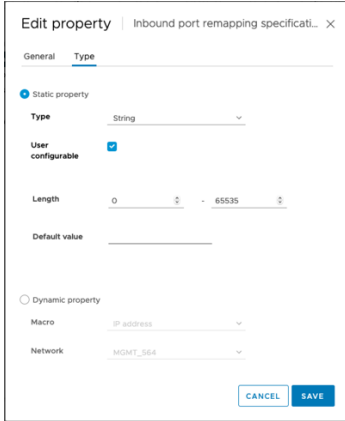 Edit property | Inbound port remapping specificati...
General Type
Static property
Type String
User
configurable
Length 0 - 65535
Default value
Dynamic property
Macro IP address
Network MGMT_564
CANCEL SAVE